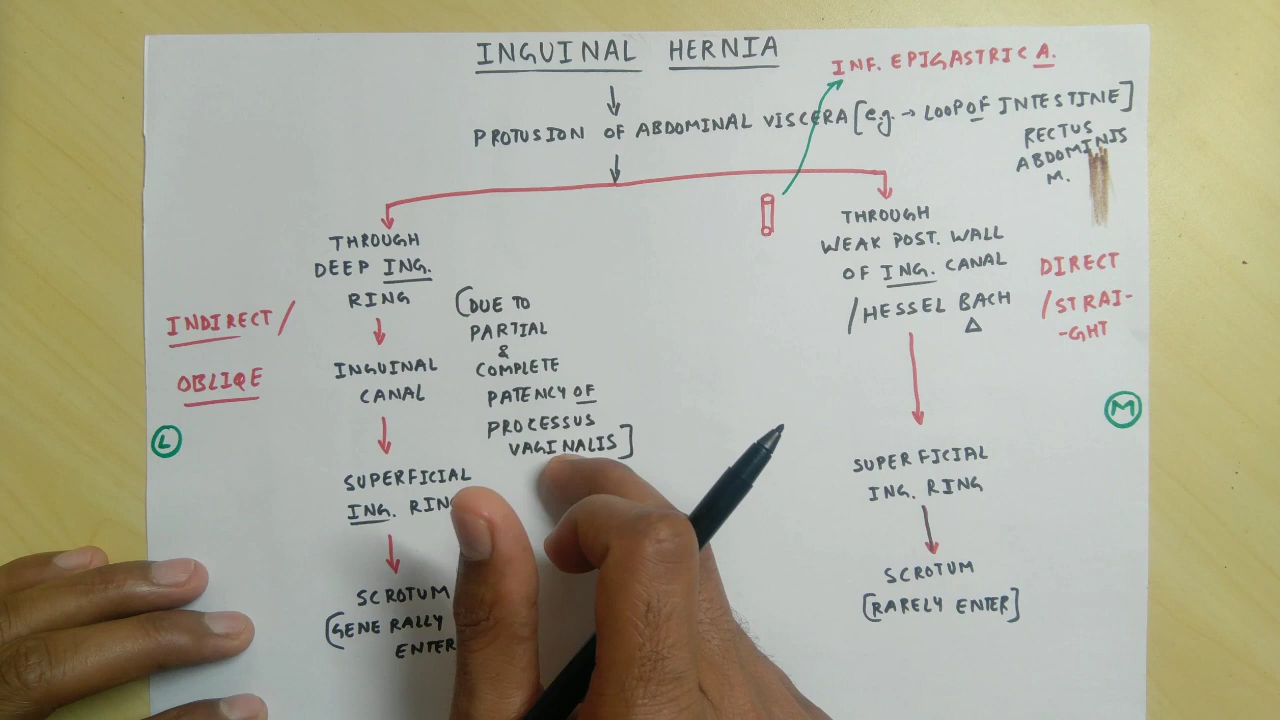 INGUINAL HERNIA
INF. EPIGASTRIC A.
PROTUSION OF ABDOMINAL VISCERA [e.g. → LOOP OF INTESTINE]
RECTUS
ABDOMINIS
M.
THROUGH
DEEP ING.
RING
INDIRECT /
OBLIQE
(DUE TO
PARTIAL
&
COMPLETE
PATENCY OF
PROCESSUS
VAGINALIS]
INGUINAL
CANAL
L
SUPERFICIAL
ING. RING
SCROTUM
(GENERALLY
ENTER
THROUGH
WEAK POST. WALL
OF ING. CANAL
/HESSEL BACH
Δ
DIRECT
/STRAI-
-GHT
M
SUPERFICIAL
ING. RING
SCROTUM
[RARELY ENTER]